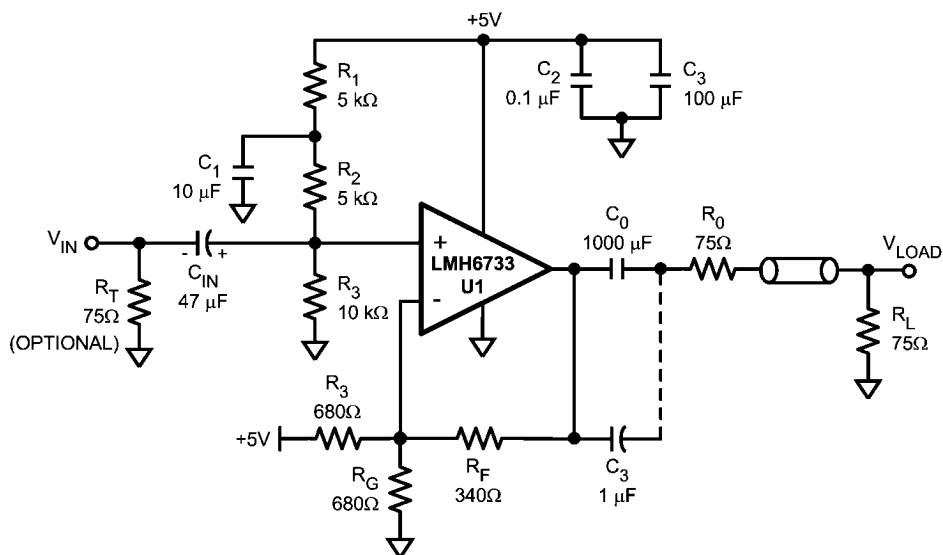 +5V
R1
5 kΩ
C2
0.1 µF
C3
100 µF
C1
10 µF
R2
5 kΩ
VIN
- +
CIN
47 µF
RT
75Ω
(OPTIONAL)
R3
10 kΩ
+
LMH6733
U1
-
C0
1000 µF
R0
75Ω
VLOAD
RL
75Ω
R3
680Ω
+5V
RG
680Ω
RF
340Ω
C3
1 µF